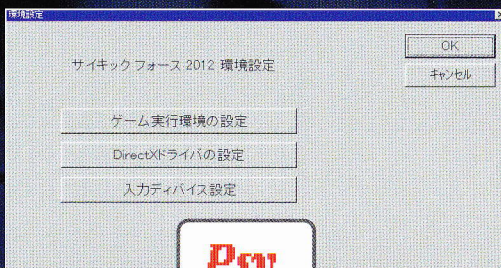 環境設定
サイキックフォース 2012 環境設定
OK
キャンセル
ゲーム実行環境の設定
DirectXドライバの設定
入力ディバイス設定
Psy